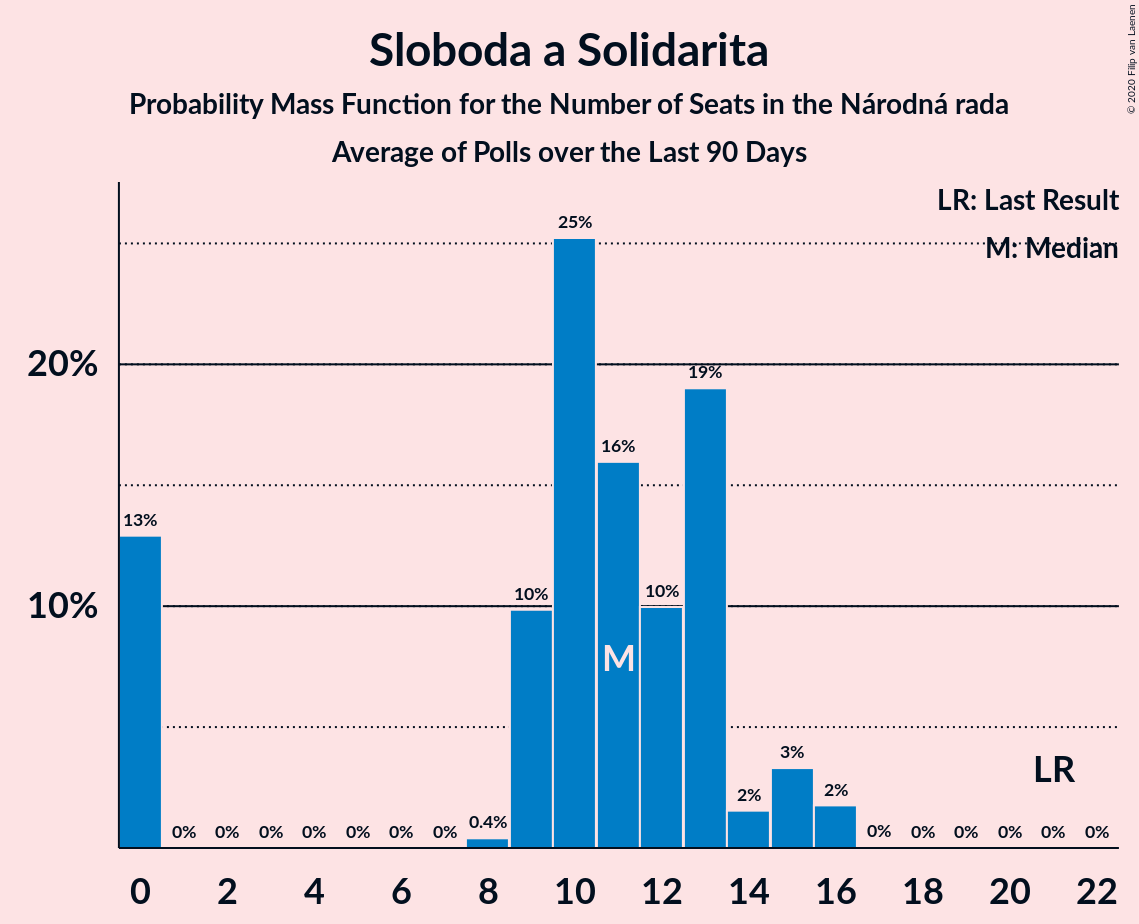 Sloboda a Solidarita
Probability Mass Function for the Number of Seats in the Národná rada
Average of Polls over the Last 90 Days
© 2020 Filip van Laenen
LR: Last Result
M: Median
25%
20%
19%
16%
13%
10%
10%
10%
M
LR
3%
2%
2%
0.4%
0% 0% 0% 0% 0% 0% 0% 0% 0% 0% 0% 0% 0%
0 2 4 6 8 10 12 14 16 18 20 22